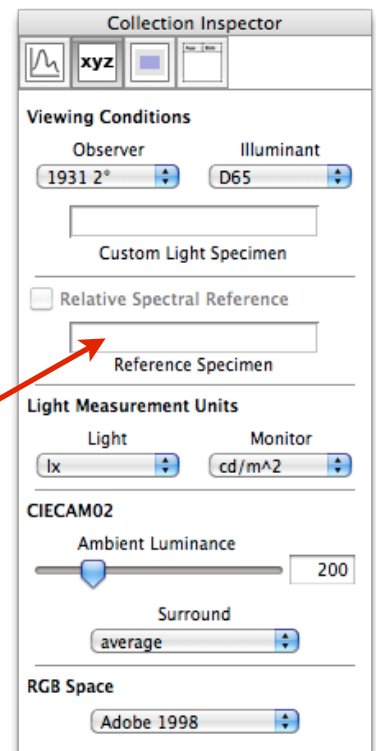 Collection Inspector
xyz
Viewing Conditions
Observer Illuminant
1931 2° D65
Custom Light Specimen
Relative Spectral Reference
Reference Specimen
Light Measurement Units
Light Monitor
lx cd/m^2
CIECAM02
Ambient Luminance
200
Surround
average
RGB Space
Adobe 1998